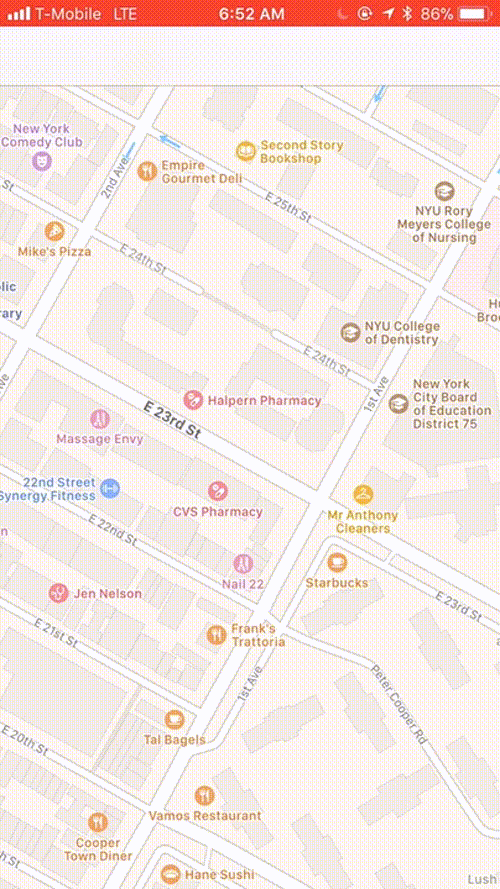 T-Mobile LTE 6:52 AM 86%
New York
Comedy Club
2nd Ave
Second Story
Bookshop
Empire
Gourmet Deli
E 25th St
NYU Rory
Meyers College
of Nursing
St
Mike's Pizza
E 24th St
NYU College
of Dentistry
E 24th St
1st Ave
New York
City Board
of Education
District 75
Halpern Pharmacy
E 23rd St
Massage Envy
22nd Street
Synergy Fitness
CVS Pharmacy
Mr Anthony
Cleaners
E 22nd St
Nail 22
Starbucks
Jen Nelson
E 23rd St
E 21st St
Frank's
Trattoria
1st Ave
Peter Cooper Rd
Tal Bagels
E 20th St
Vamos Restaurant
Cooper
Town Diner
Hane Sushi
Lush